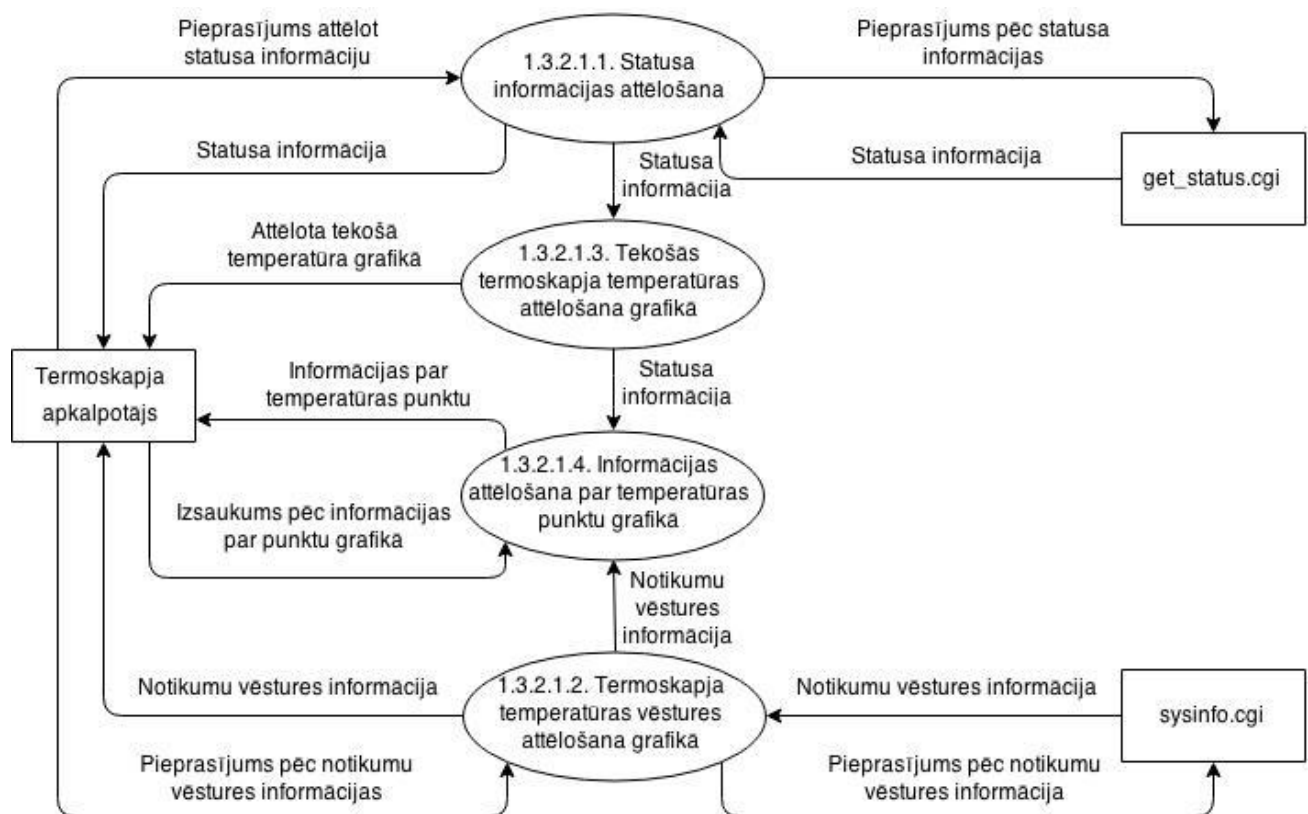 Pieprasījums attēlot
statusa informāciju
1.3.2.1.1. Statusa
informācijas attēlošana
Pieprasījums pēc statusa
informācijas
Statusa informācija
Statusa
informācija
Statusa informācija
get_status.cgi
Attēlota tekošā
temperatūra grafikā
1.3.2.1.3. Tekošās
termoskapja temperatūras
attēlošana grafikā
Termoskapja
apkalpotājs
Informācijas par
temperatūras punktu
Statusa
informācija
1.3.2.1.4. Informācijas
attēlošana par temperatūras
punktu grafikā
Izsaukums pēc informācijas
par punktu grafikā
Notikumu
vēstures
informācija
Notikumu vēstures informācija
1.3.2.1.2. Termoskapja
temperatūras vēstures
attēlošana grafikā
Notikumu vēstures informācija
sysinfo.cgi
Pieprasījums pēc notikumu
vēstures informācijas
Pieprasījums pēc notikumu
vēstures informācija